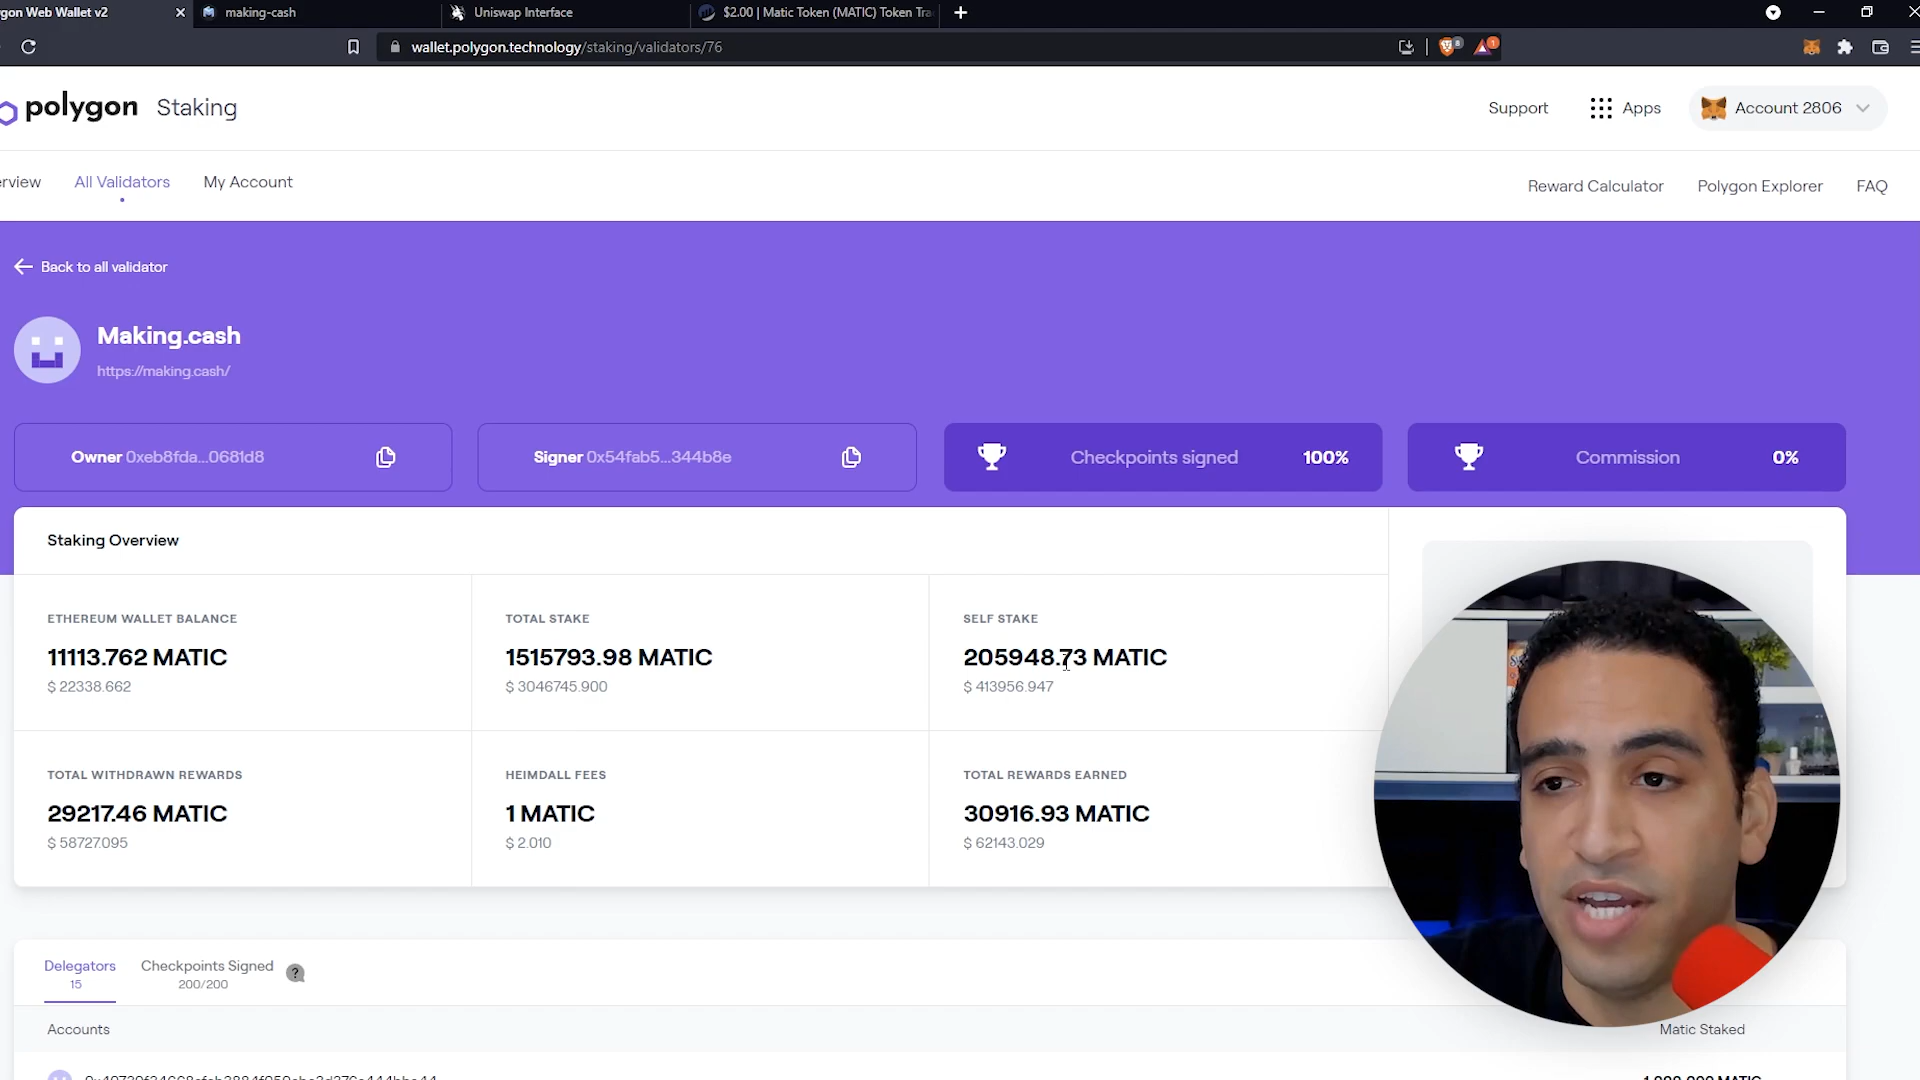 gon Web Wallet v2
making-cash
Uniswap Interface
$2.00 | Matic Token (MATIC) Token Tra
wallet.polygon.technology/staking/validators/76
8
1
polygon Staking
Support
Apps
Account 2806
erview
All Validators
My Account
Reward Calculator
Polygon Explorer
FAQ
Back to all validator
Making.cash
https://making.cash/
Owner 0xeb8fda...0681d8
Signer 0x54fab5...344b8e
Checkpoints signed 100%
Commission 0%
Staking Overview
ETHEREUM WALLET BALANCE
11113.762 MATIC
$ 22338.662
TOTAL STAKE
1515793.98 MATIC
$ 3046745.900
SELF STAKE
205948.73 MATIC
$ 413956.947
TOTAL WITHDRAWN REWARDS
29217.46 MATIC
$ 58727.095
HEIMDALL FEES
1 MATIC
$ 2.010
TOTAL REWARDS EARNED
30916.93 MATIC
$ 62143.029
Delegators
15
Checkpoints Signed
200/200
?
Accounts
Matic Staked